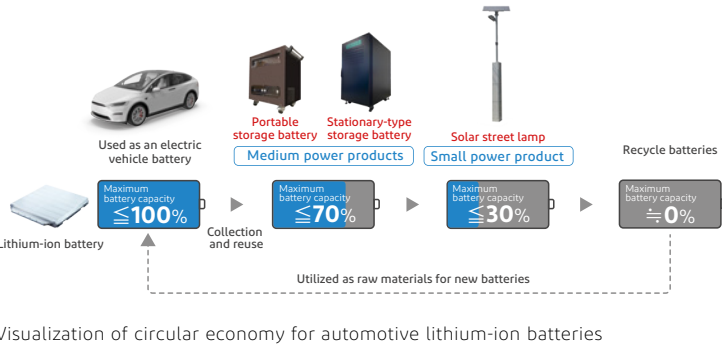 Portable
storage battery
Stationary-type
storage battery
Solar street lamp
Used as an electric
vehicle battery
Medium power products
Small power product
Recycle batteries
Maximum
battery capacity
≦100%
Maximum
battery capacity
≦70%
Maximum
battery capacity
≦30%
Maximum
battery capacity
≒0%
Lithium-ion battery
Collection
and reuse
Utilized as raw materials for new batteries
Visualization of circular economy for automotive lithium-ion batteries